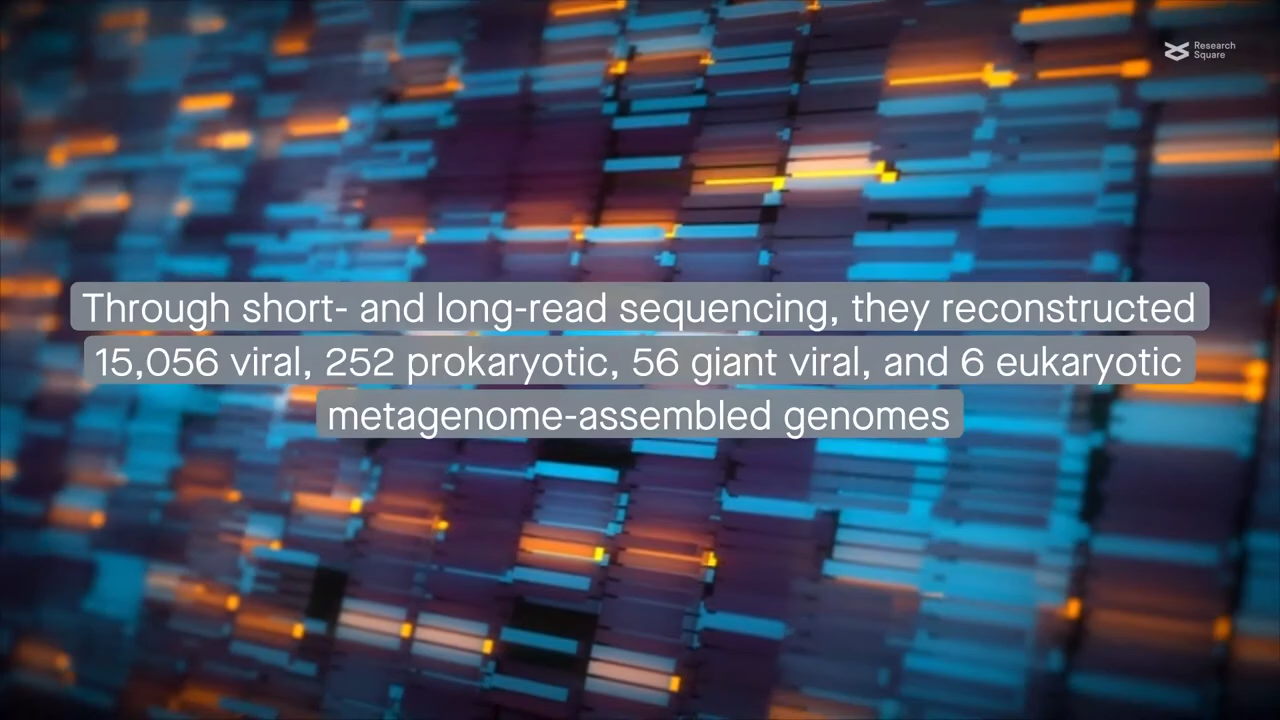 Research
Square
Through short- and long-read sequencing, they reconstructed
15,056 viral, 252 prokaryotic, 56 giant viral, and 6 eukaryotic
metagenome-assembled genomes